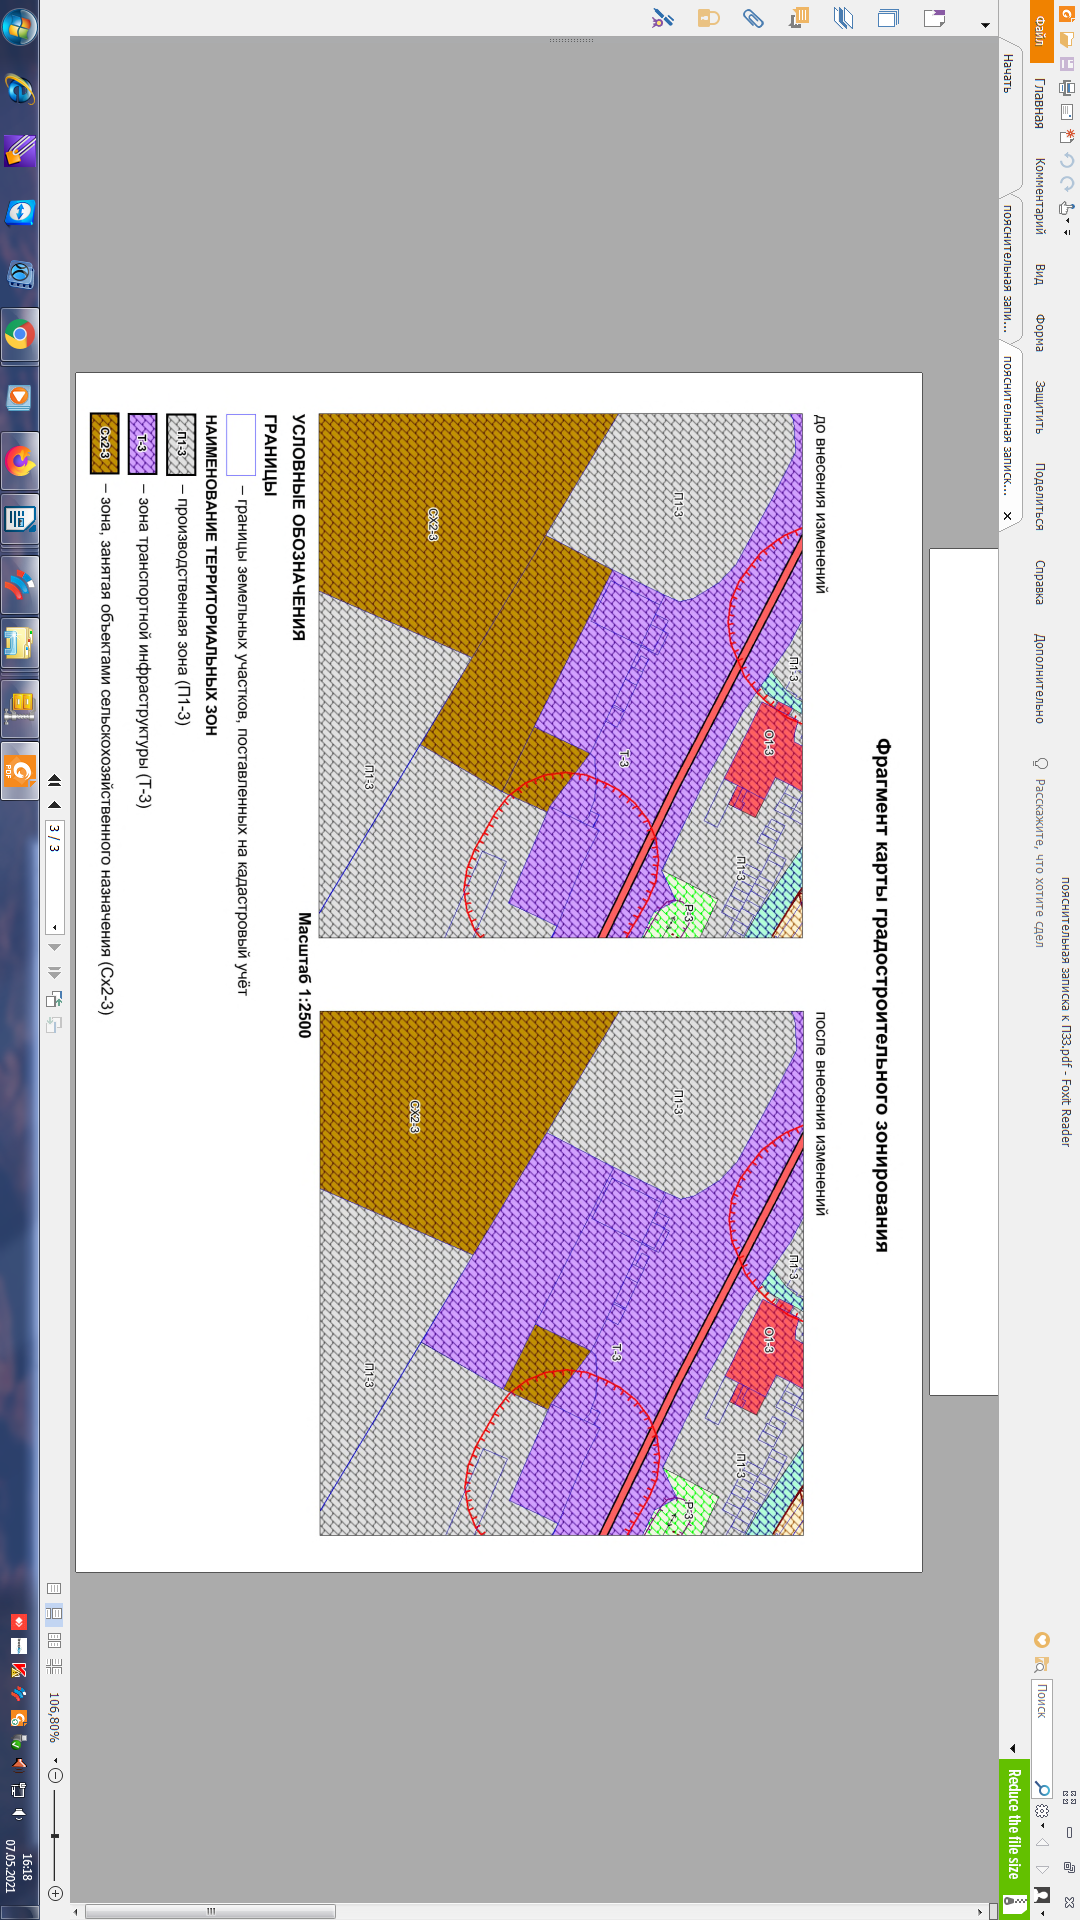 пояснительная записка к ПЗЗ.pdf - Foxit Reader
Файл
Главная
Комментарий
Вид
Форма
Защитить
Поделиться
Справка
Дополнительно
Расскажите, что хотите сдел
Поиск
Начать
пояснительная запи...
пояснительная записк...
Reduce the file size
Фрагмент карты градостроительного зонирования
до внесения изменений
после внесения изменений
П1-3
П1-3
О1-3
П1-3
Р-3
Т-3
СХ2-3
П1-3
П1-3
П1-3
О1-3
П1-3
Р-3
Т-3
СХ2-3
П1-3
Масштаб 1:2500
УСЛОВНЫЕ ОБОЗНАЧЕНИЯ
ГРАНИЦЫ
– границы земельных участков, поставленных на кадастровый учёт
НАИМЕНОВАНИЕ ТЕРРИТОРИАЛЬНЫХ ЗОН
П1-3 – производственная зона (П1-3)
Т-3 – зона транспортной инфраструктуры (Т-3)
Сх2-3 – зона, занятая объектами сельскохозяйственного назначения (Сх2-3)
3 / 3
106,80%
16:18
07.05.2021